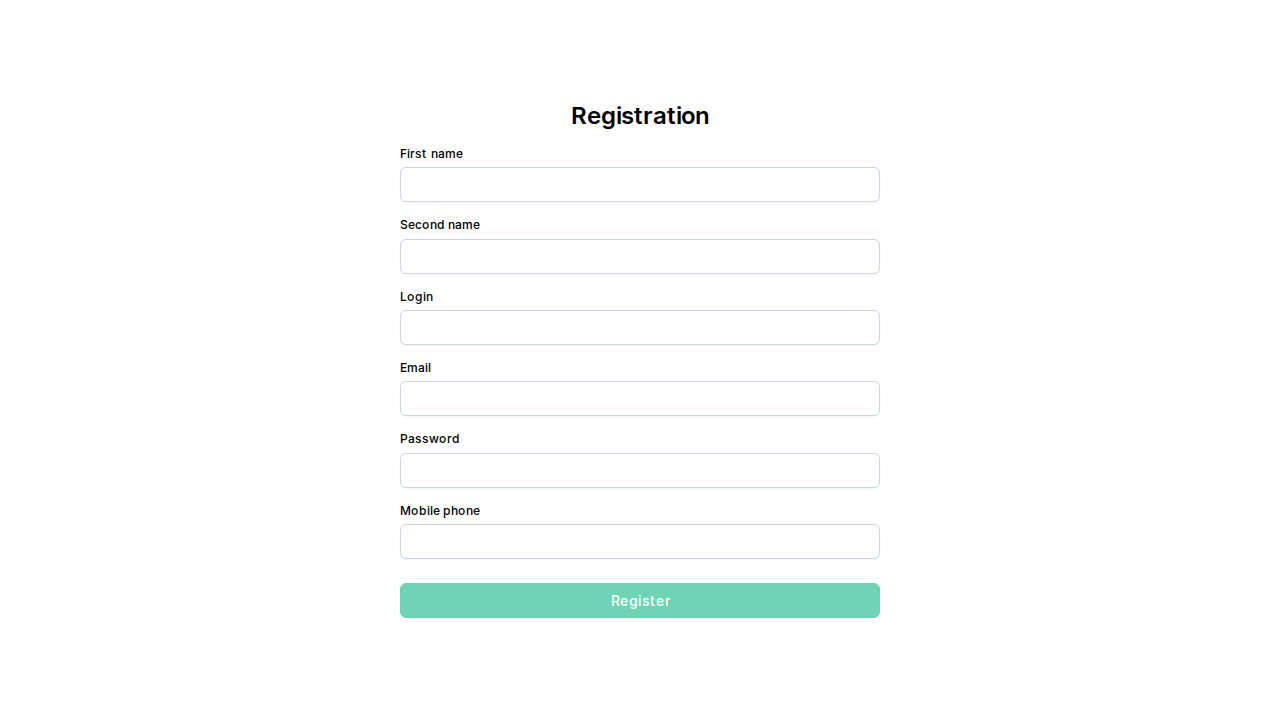 Registration
First name
Second name
Login
Email
Password
Mobile phone
Register